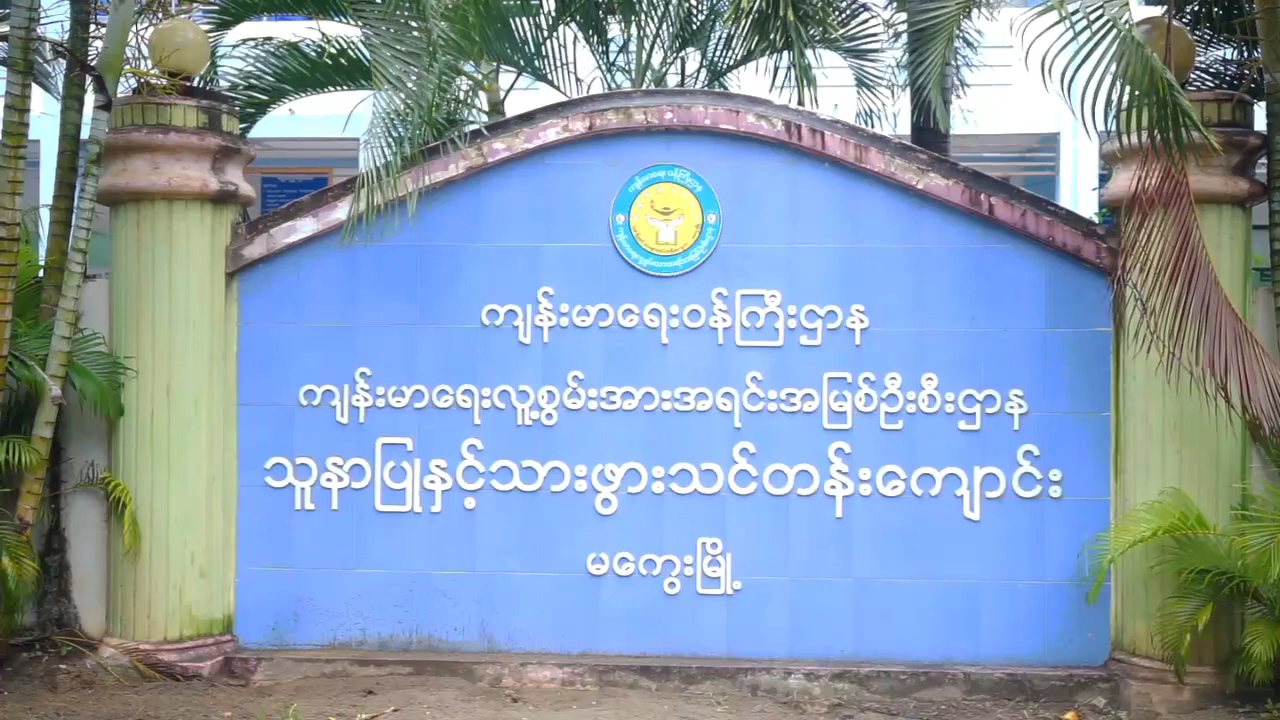 ကျန်းမာရေးဝန်ကြီးဌာန
ကျန်းမာရေးလူ့စွမ်းအားအရင်းအမြစ်ဦးစီးဌာန
သူနာပြုနှင့်သားဖွားသင်တန်းကျောင်း
မကွေးမြို့